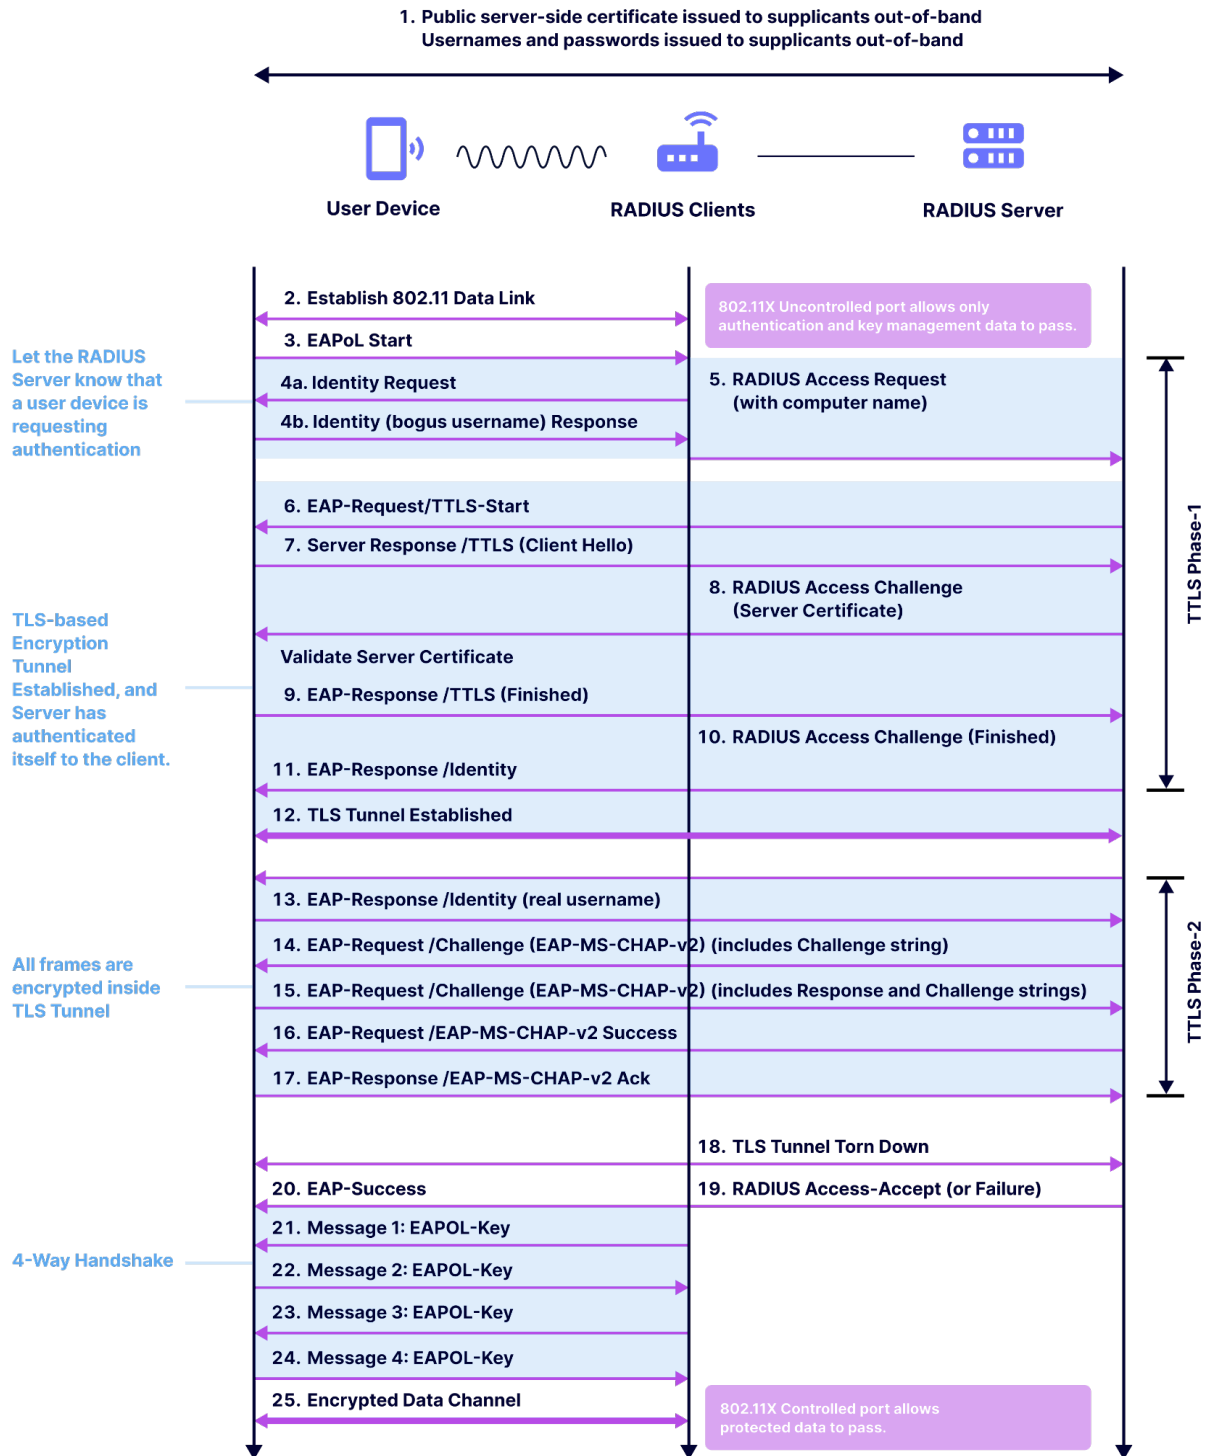 1. Public server-side certificate issued to supplicants out-of-band
Usernames and passwords issued to supplicants out-of-band
User Device
RADIUS Clients
RADIUS Server
2. Establish 802.11 Data Link
802.11X Uncontrolled port allows only
authentication and key management data to pass.
3. EAPoL Start
Let the RADIUS
Server know that
a user device is
requesting
authentication
4a. Identity Request
4b. Identity (bogus username) Response
5. RADIUS Access Request
(with computer name)
6. EAP-Request/TTLS-Start
7. Server Response /TTLS (Client Hello)
8. RADIUS Access Challenge
(Server Certificate)
TTLS Phase-1
TLS-based
Encryption
Tunnel
Established, and
Server has
authenticated
itself to the client.
Validate Server Certificate
9. EAP-Response /TTLS (Finished)
10. RADIUS Access Challenge (Finished)
11. EAP-Response /Identity
12. TLS Tunnel Established
13. EAP-Response /Identity (real username)
14. EAP-Request /Challenge (EAP-MS-CHAP-v2) (includes Challenge string)
All frames are
encrypted inside
TLS Tunnel
15. EAP-Request /Challenge (EAP-MS-CHAP-v2) (includes Response and Challenge strings)
16. EAP-Request /EAP-MS-CHAP-v2 Success
17. EAP-Response /EAP-MS-CHAP-v2 Ack
TTLS Phase-2
18. TLS Tunnel Torn Down
20. EAP-Success
19. RADIUS Access-Accept (or Failure)
21. Message 1: EAPOL-Key
4-Way Handshake
22. Message 2: EAPOL-Key
23. Message 3: EAPOL-Key
24. Message 4: EAPOL-Key
25. Encrypted Data Channel
802.11X Controlled port allows
protected data to pass.